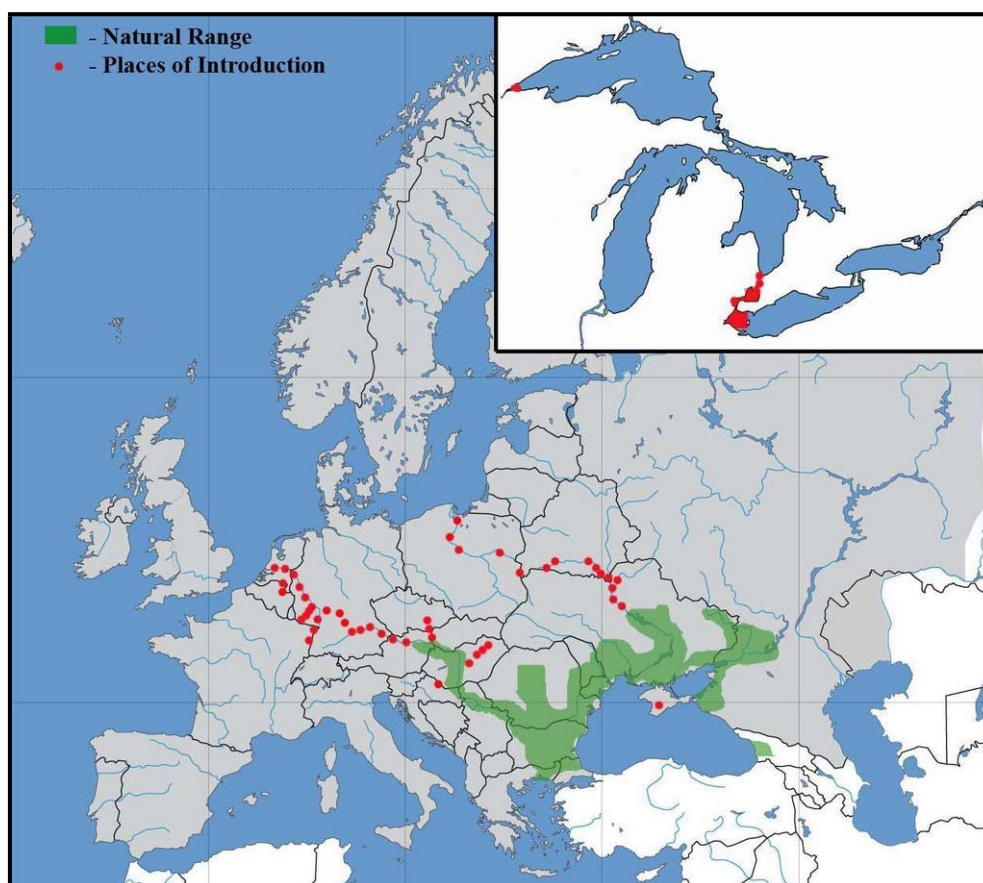 - Natural Range
- Places of Introduction